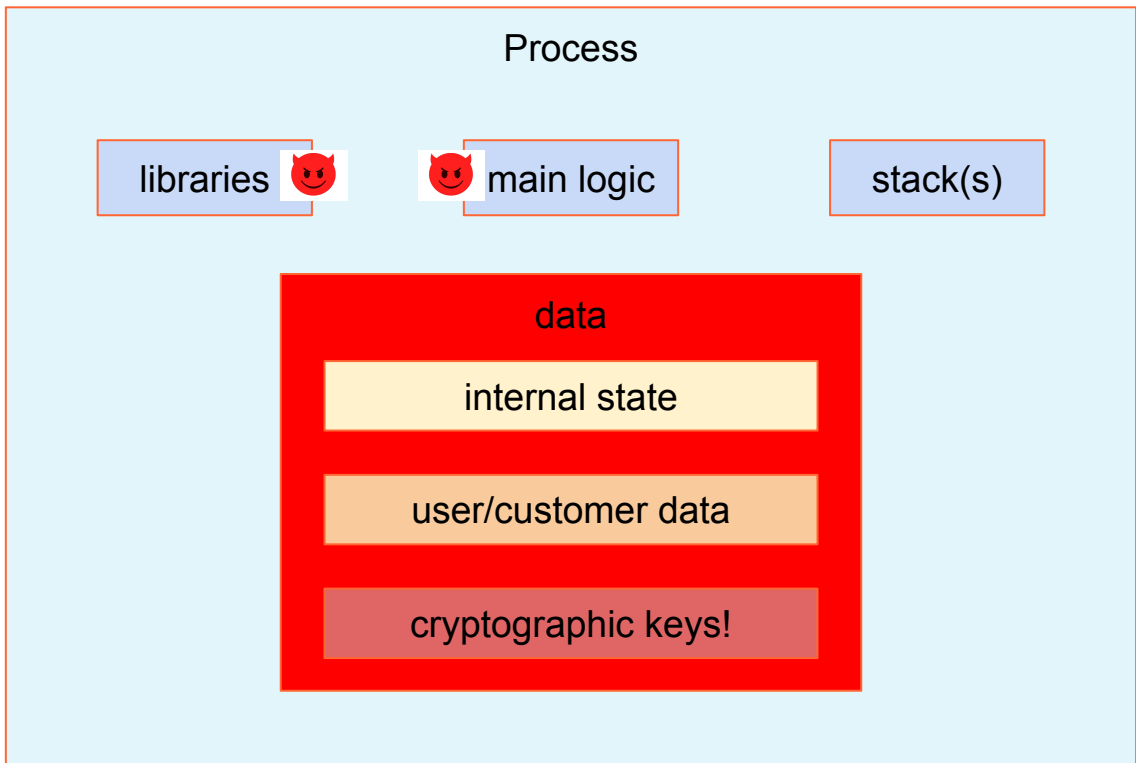 Process
libraries
main logic
stack(s)
data
internal state
user/customer data
cryptographic keys!